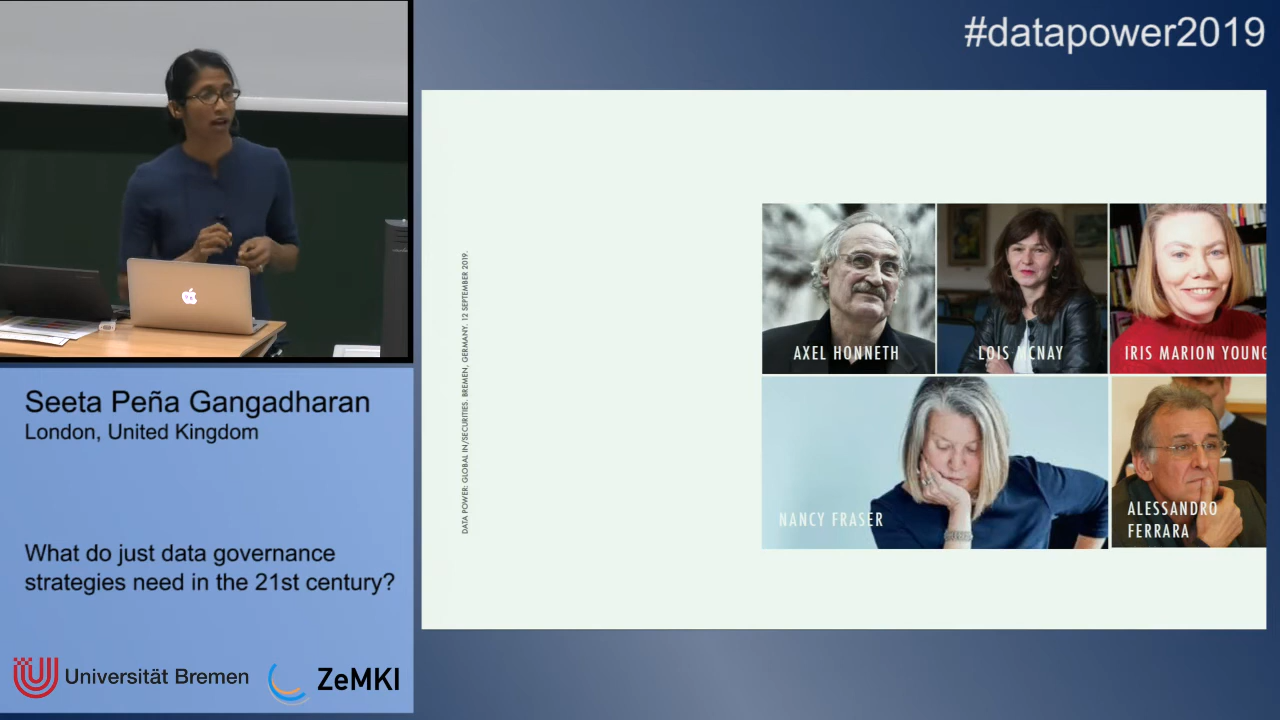 #datapower2019
DATA POWER: GLOBAL IN/SECURITIES. BREMEN, GERMANY. 12 SEPTEMBER 2019.
AXEL HONNETH
LOIS MCNAY
IRIS MARION YOUNG
NANCY FRASER
ALESSANDRO
FERRARA
Seeta Peña Gangadharan
London, United Kingdom
What do just data governance
strategies need in the 21st century?
Universität Bremen
ZeMKI